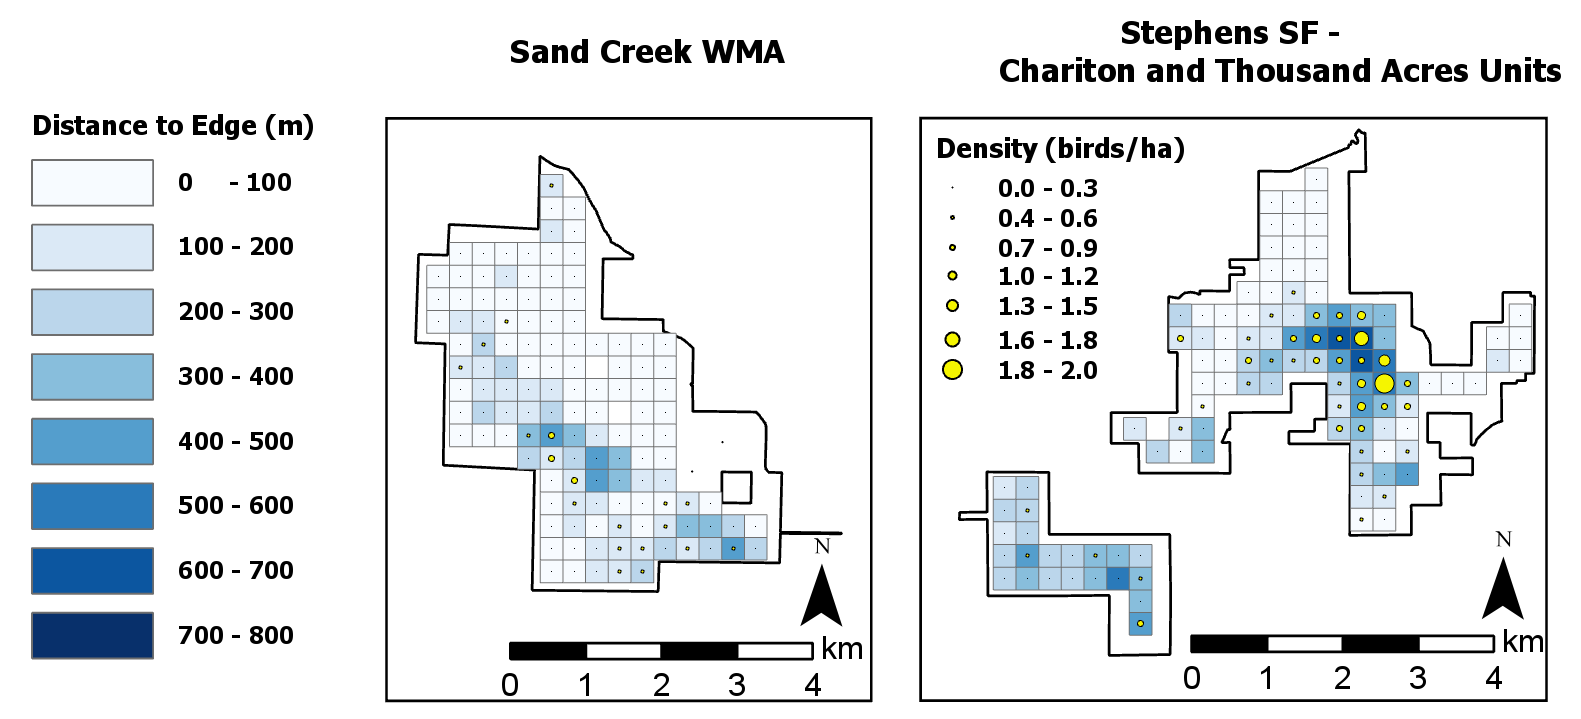 Sand Creek WMA
Stephens SF -
Chariton and Thousand Acres Units
Distance to Edge (m)
0 - 100
100 - 200
200 - 300
300 - 400
400 - 500
500 - 600
600 - 700
700 - 800
N
km
0 1 2 3 4
Density (birds/ha)
0.0 - 0.3
0.4 - 0.6
0.7 - 0.9
1.0 - 1.2
1.3 - 1.5
1.6 - 1.8
1.8 - 2.0
N
km
0 1 2 3 4